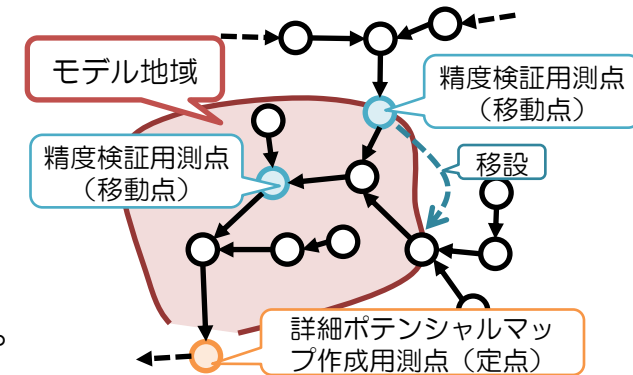 モデル地域
精度検証用測点
（移動点）
精度検証用測点
（移動点）
移設
詳細ポテンシャルマッ
プ作成用測点（定点）
。